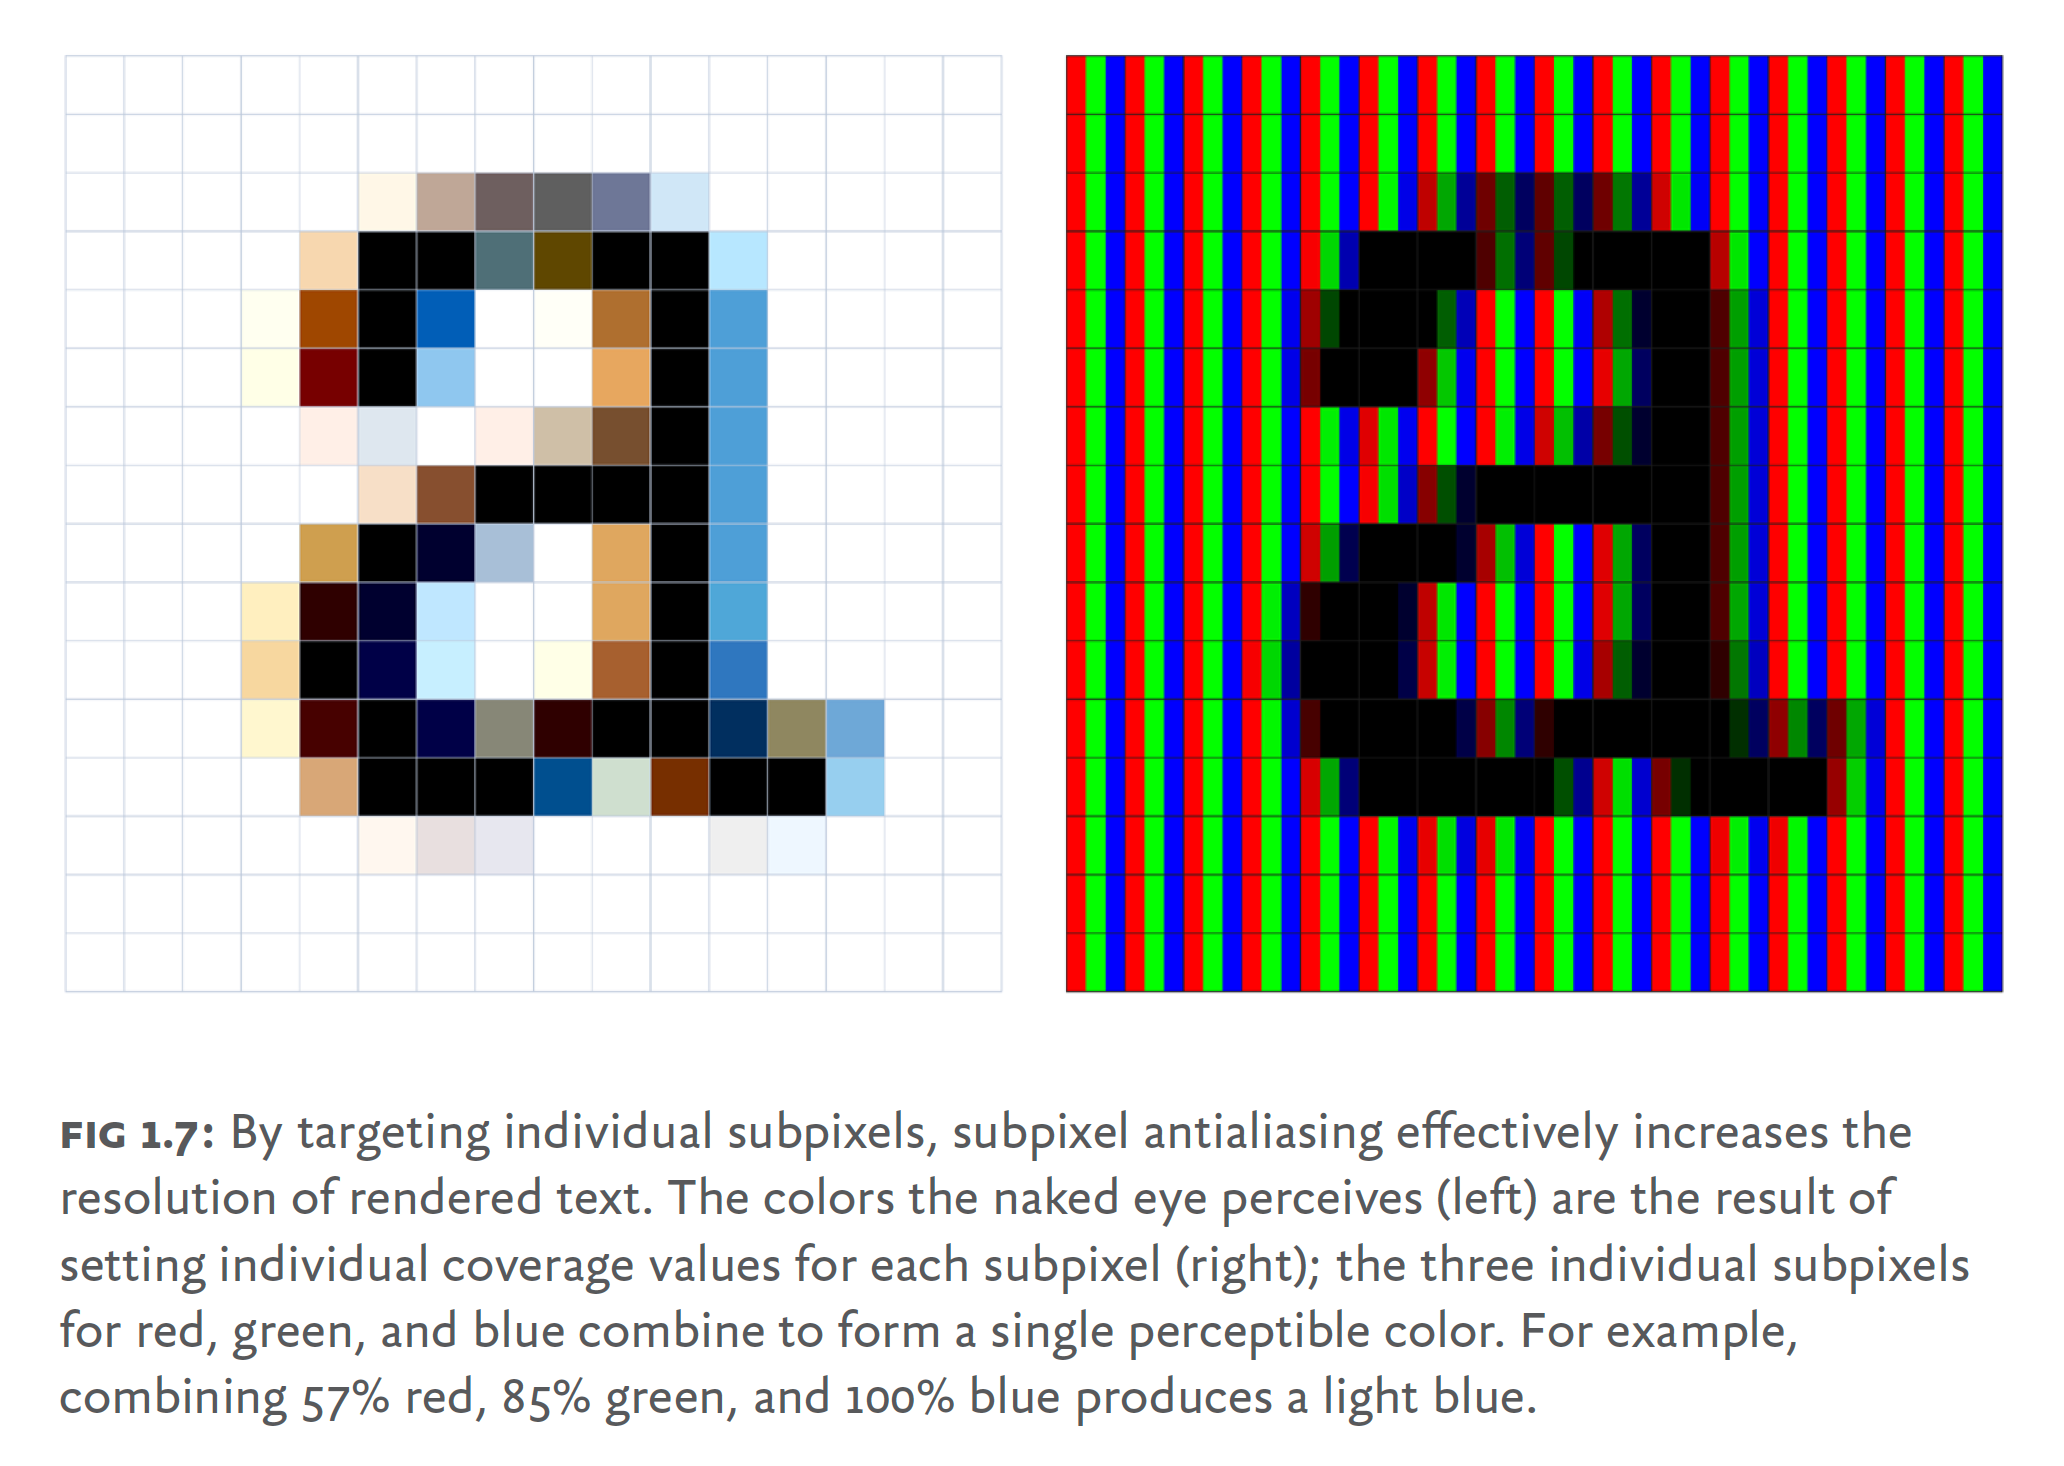 FIG 1.7: By targeting individual subpixels, subpixel antialiasing effectively increases the
resolution of rendered text. The colors the naked eye perceives (left) are the result of
setting individual coverage values for each subpixel (right); the three individual subpixels
for red, green, and blue combine to form a single perceptible color. For example,
combining 57% red, 85% green, and 100% blue produces a light blue.